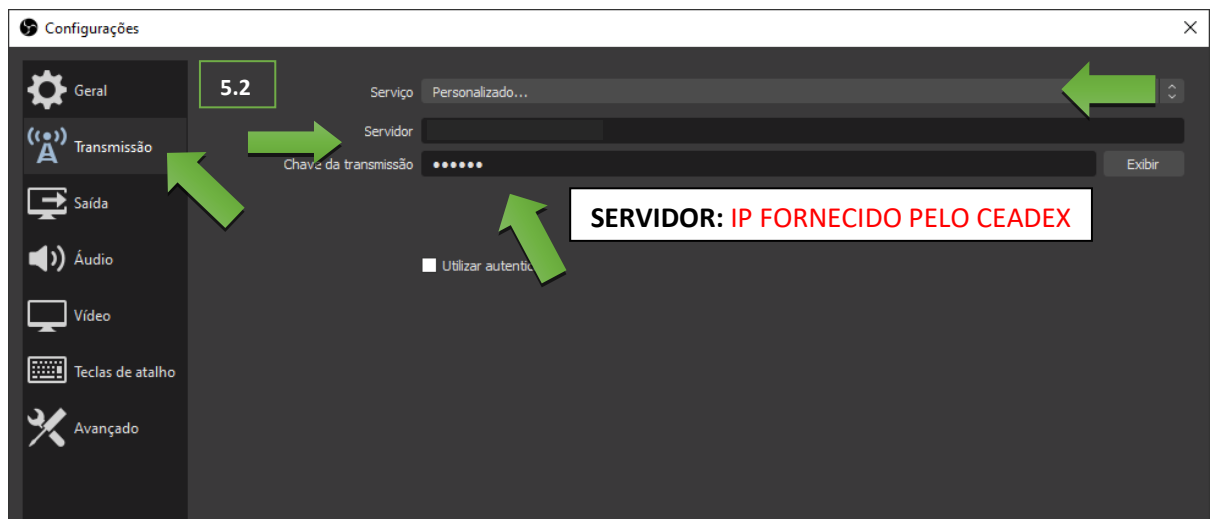 Configurações
Geral
5.2
Serviço Personalizado...
Servidor
Transmissão
Chave da transmissão •••••• Exibir
Saída
SERVIDOR: IP FORNECIDO PELO CEADEX
Áudio
Utilizar
Vídeo
Teclas de atalho
Avançado